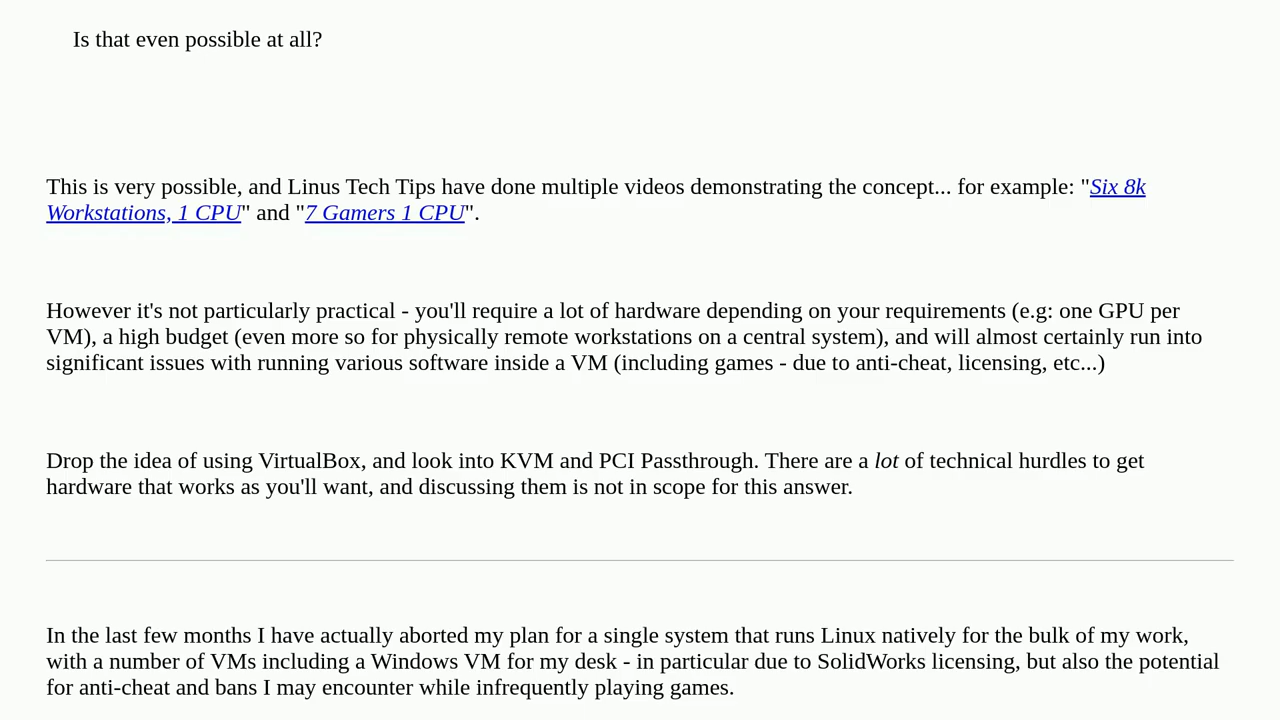 Is that even possible at all?
This is very possible, and Linus Tech Tips have done multiple videos demonstrating the concept... for example: "Six 8k
Workstations, 1 CPU" and "7 Gamers 1 CPU".
However it's not particularly practical - you'll require a lot of hardware depending on your requirements (e.g: one GPU per
VM), a high budget (even more so for physically remote workstations on a central system), and will almost certainly run into
significant issues with running various software inside a VM (including games - due to anti-cheat, licensing, etc...)
Drop the idea of using VirtualBox, and look into KVM and PCI Passthrough. There are a lot of technical hurdles to get
hardware that works as you'll want, and discussing them is not in scope for this answer.
In the last few months I have actually aborted my plan for a single system that runs Linux natively for the bulk of my work,
with a number of VMs including a Windows VM for my desk - in particular due to SolidWorks licensing, but also the potential
for anti-cheat and bans I may encounter while infrequently playing games.